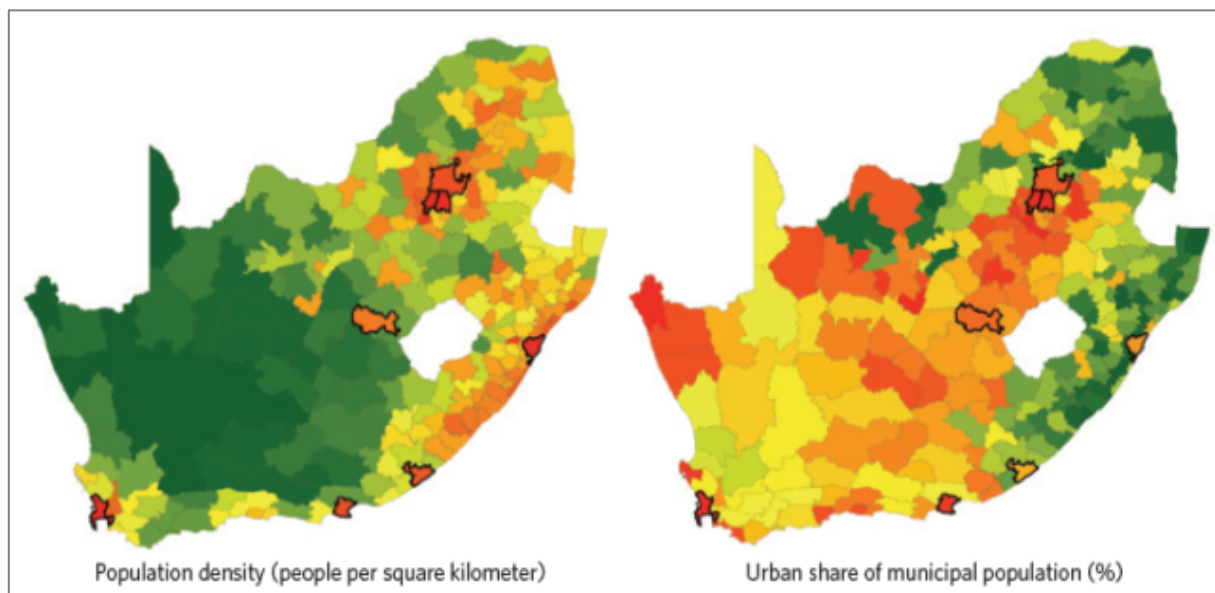 Population density (people per square kilometer)
Urban share of municipal population (%)